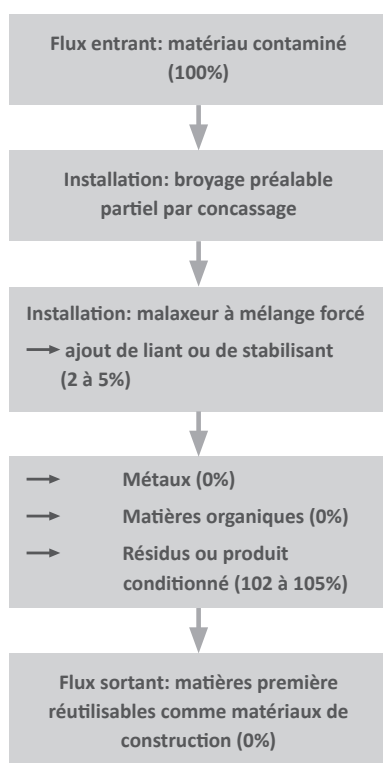 Flux entrant: matériau contaminé
(100%)
Installation: broyage préalable
partiel par concassage
Installation: malaxeur à mélange forcé
ajout de liant ou de stabilisant
(2 à 5%)
Métaux (0%)
Matières organiques (0%)
Résidus ou produit
conditionné (102 à 105%)
Flux sortant: matières première
réutilisables comme matériaux de
construction (0%)